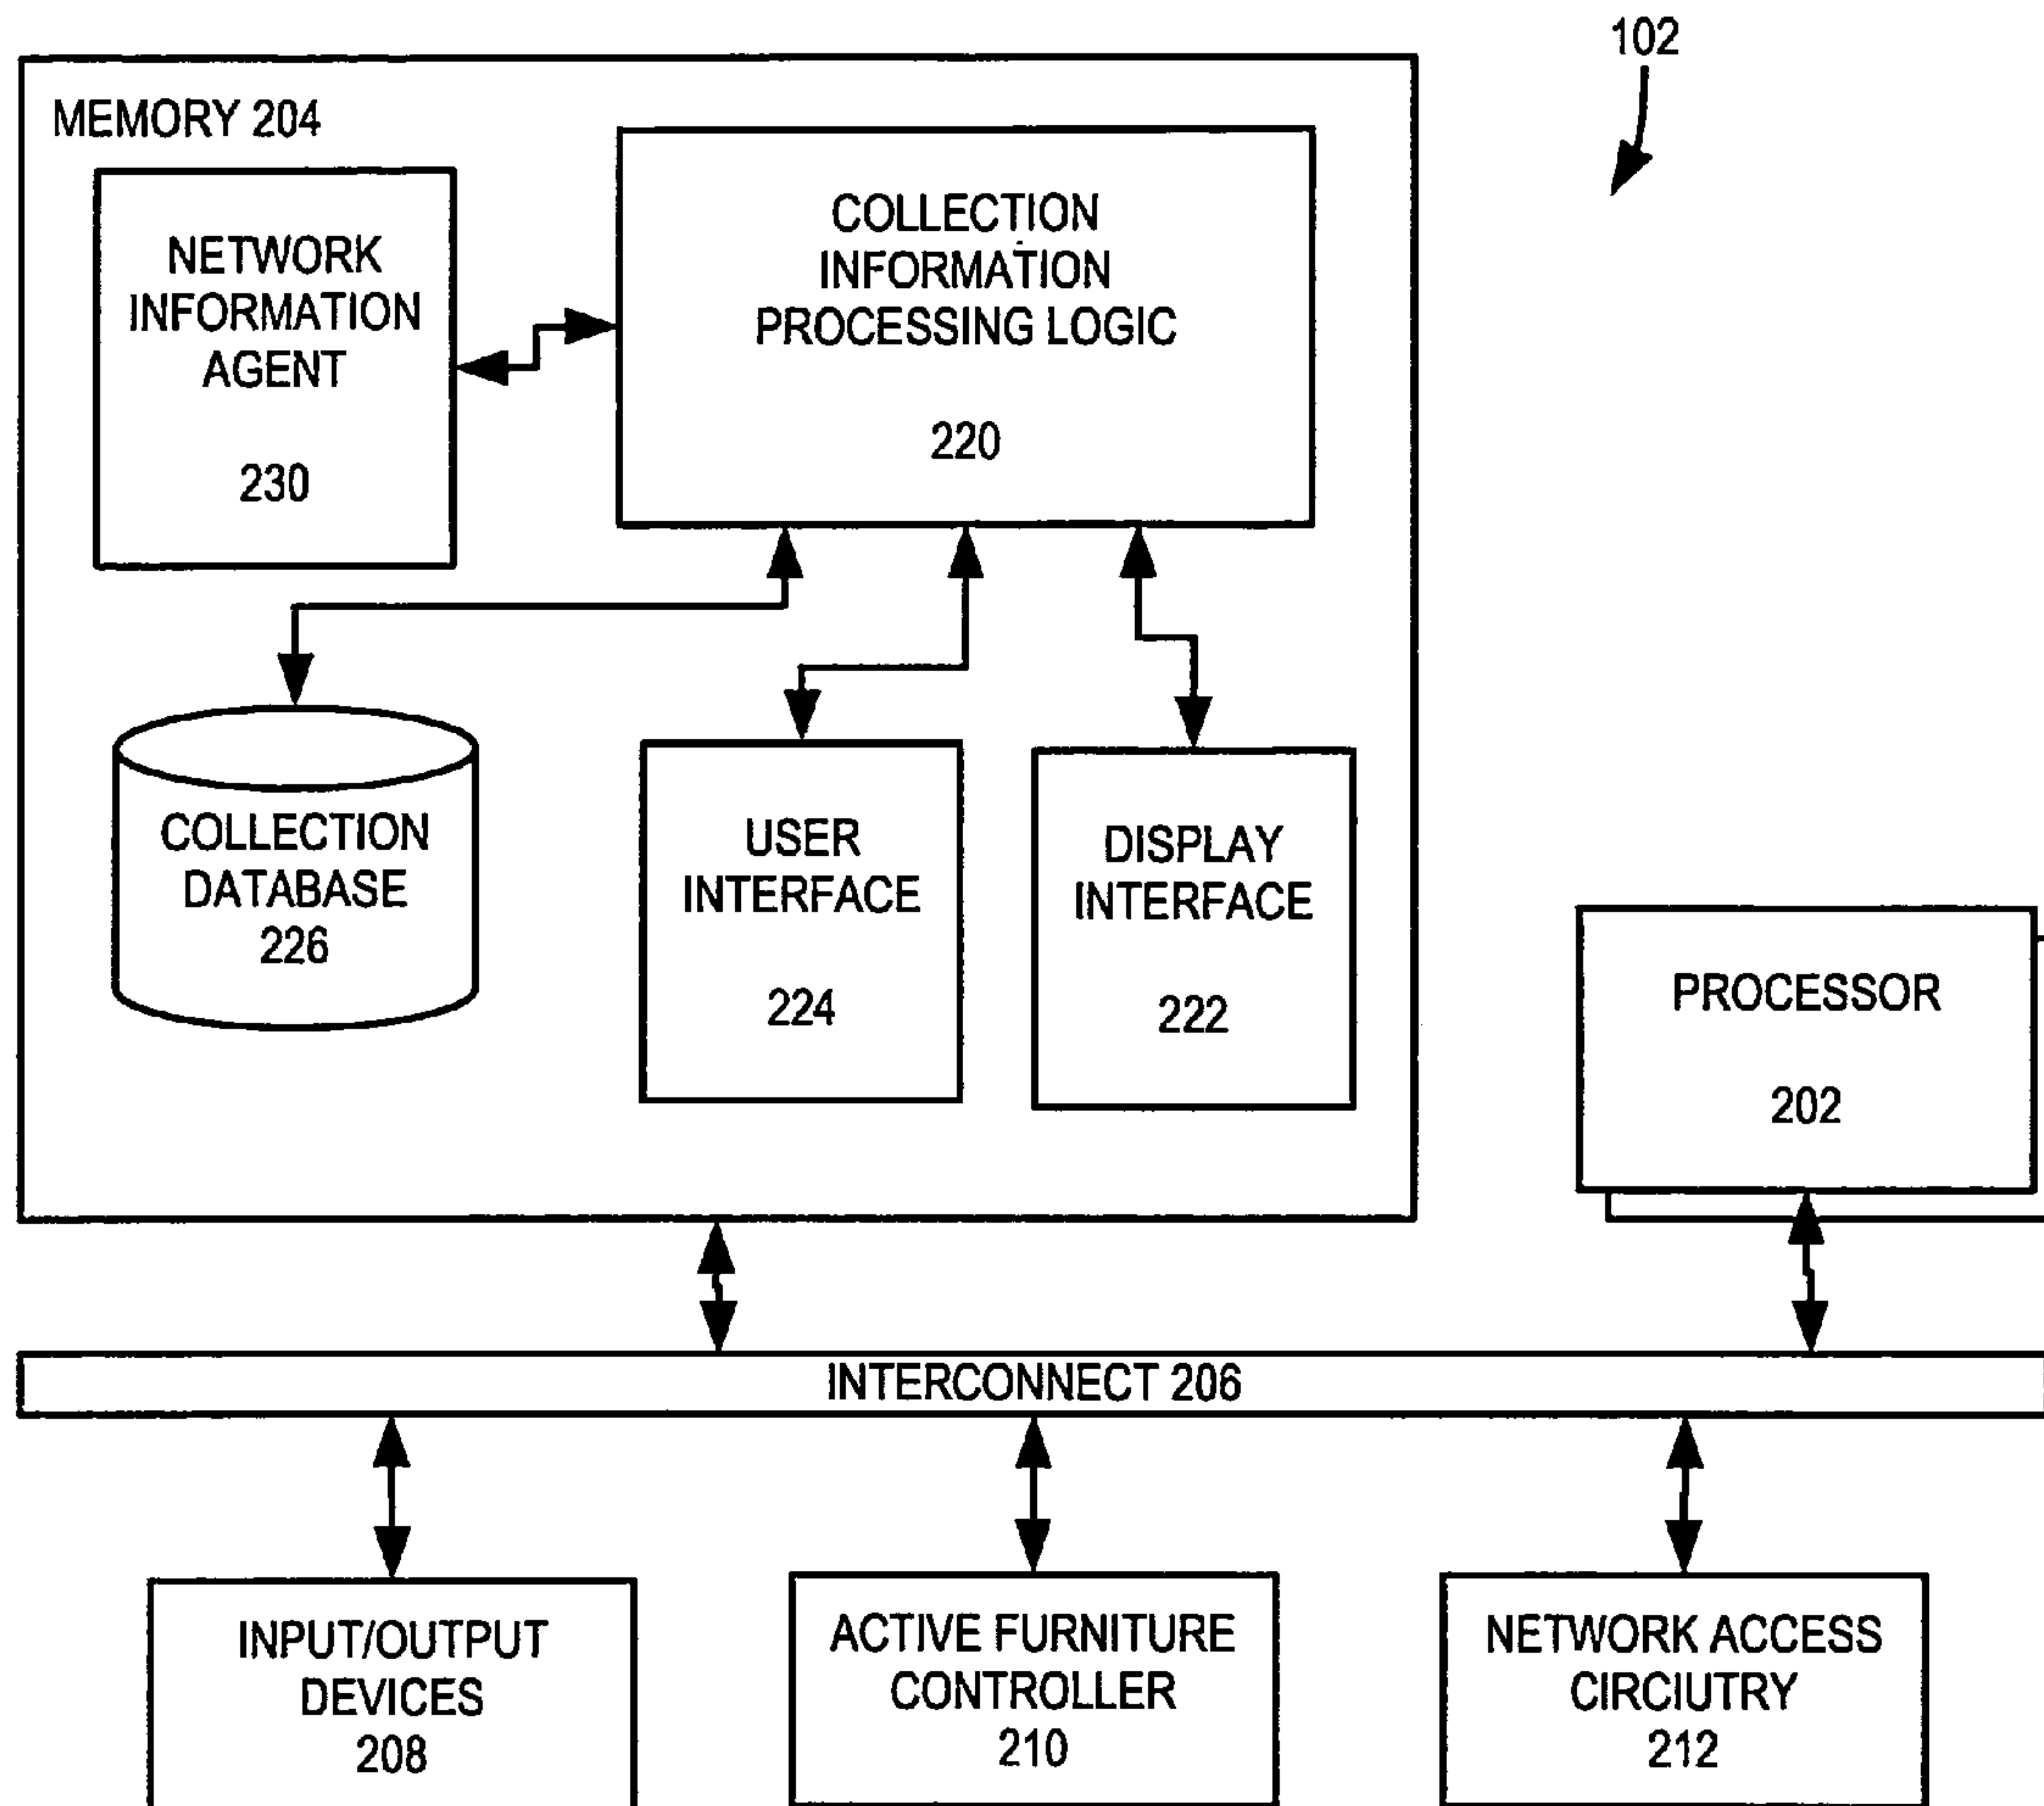 102
MEMORY 204
NETWORK
INFORMATION
AGENT
230
COLLECTION
INFORMATION
PROCESSING LOGIC
220
COLLECTION
DATABASE
226
USER
INTERFACE
224
DISPLAY
INTERFACE
222
PROCESSOR
202
INTERCONNECT 206
INPUT/OUTPUT
DEVICES
208
ACTIVE FURNITURE
CONTROLLER
210
NETWORK ACCESS
CIRCIUTRY
212